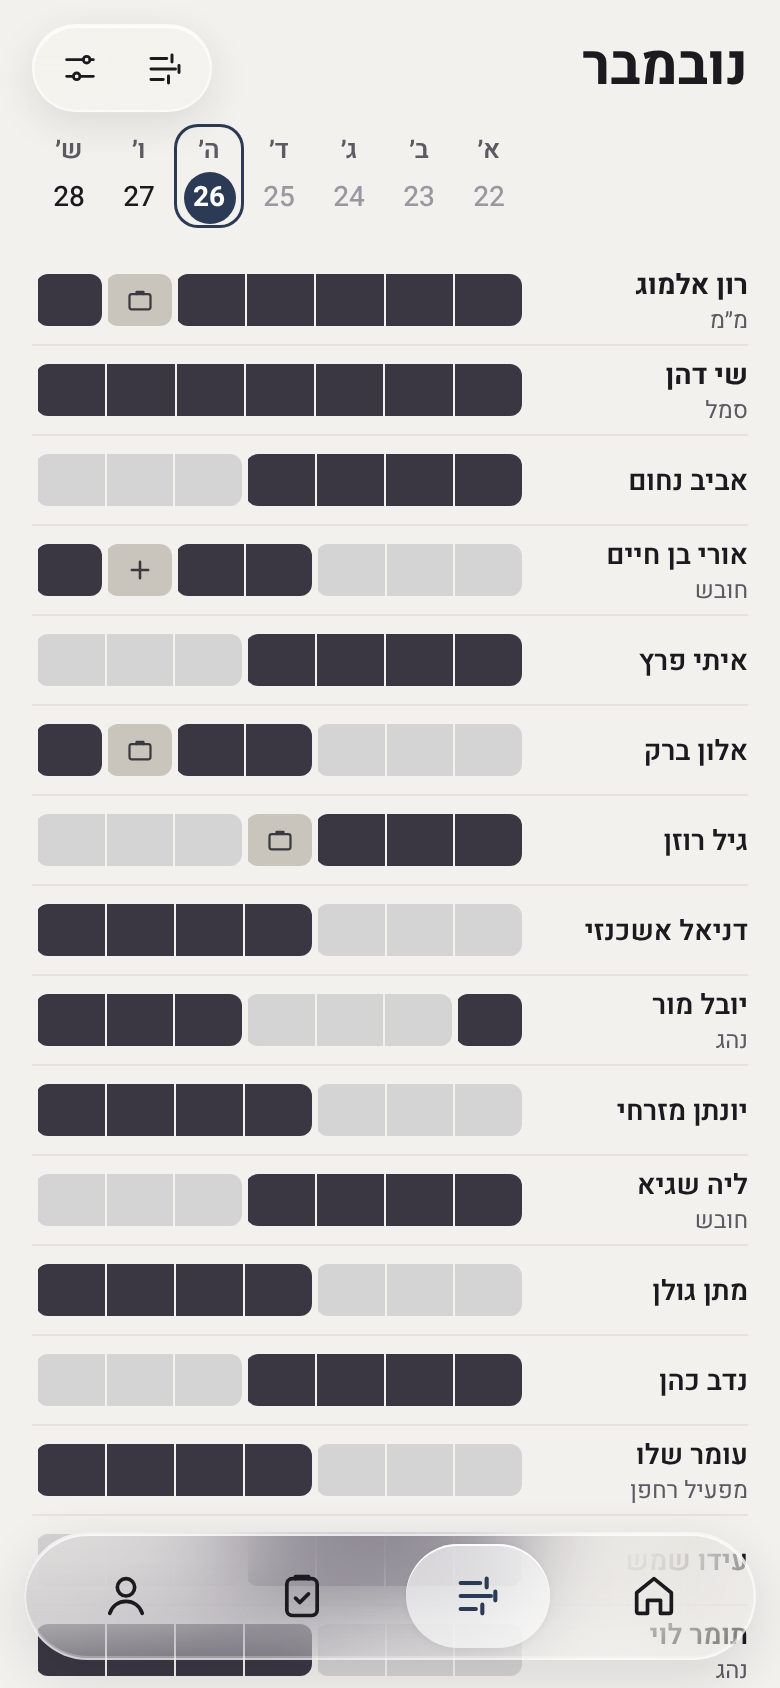 נובמבר
א׳ ב׳ ג׳ ד׳ ה׳ ו׳ ש׳
22 23 24 25 26 27 28
רון אלמוג
מ״מ
שי דהן
סמל
אביב נחום
אורי בן חיים
חובש
איתי פרץ
אלון ברק
גיל רוזן
דניאל אשכנזי
יובל מור
נהג
יונתן מזרחי
ליה שגיא
חובש
מתן גולן
נדב כהן
עומר שלו
מפעיל רחפן
עידו שמש
תומר לוי
נהג